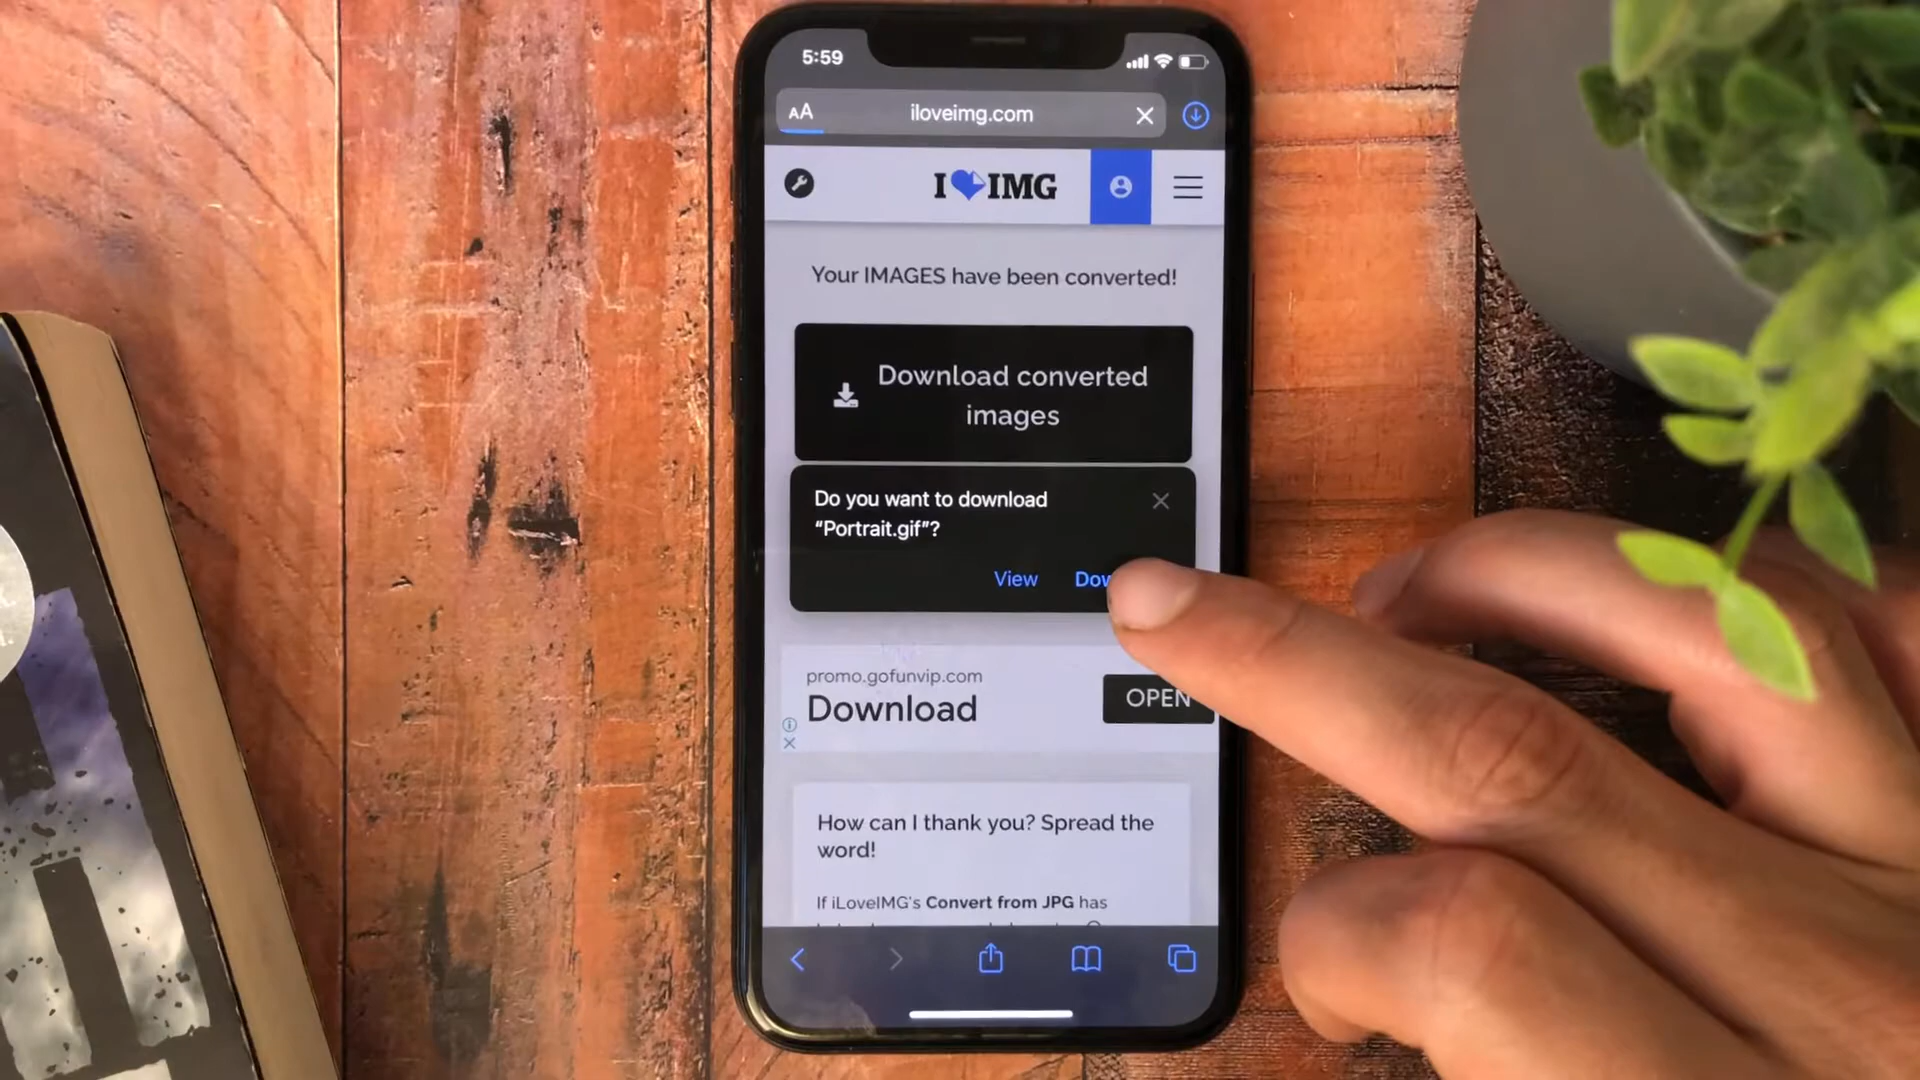 5:59
AA iloveimg.com
I IMG
Your IMAGES have been converted!
Download converted
images
Do you want to download
“Portrait.gif”?
View
promo.gofunvip.com
Download
OPEN
How can I thank you? Spread the
word!
If iLoveIMG's Convert from JPG has